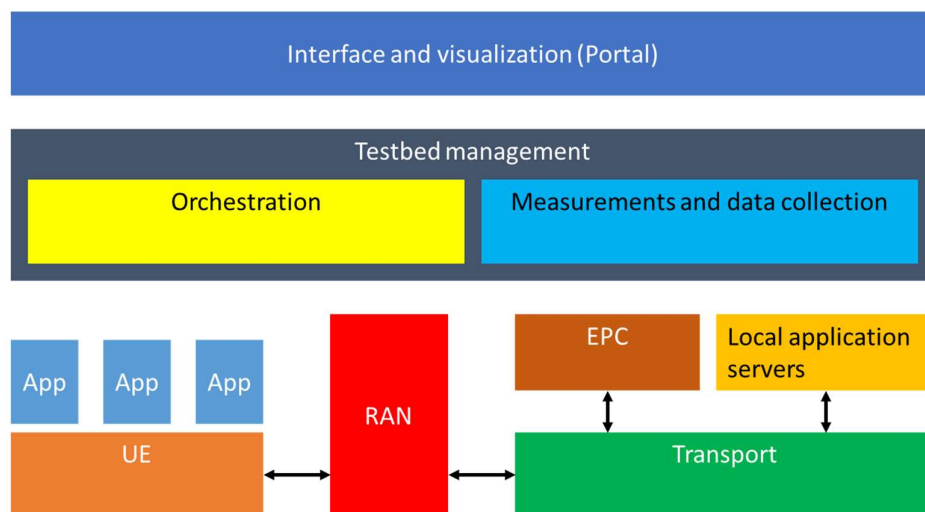 Interface and visualization (Portal)
Testbed management
Orchestration
Measurements and data collection
App
App
App
UE
RAN
EPC
Local application
servers
Transport